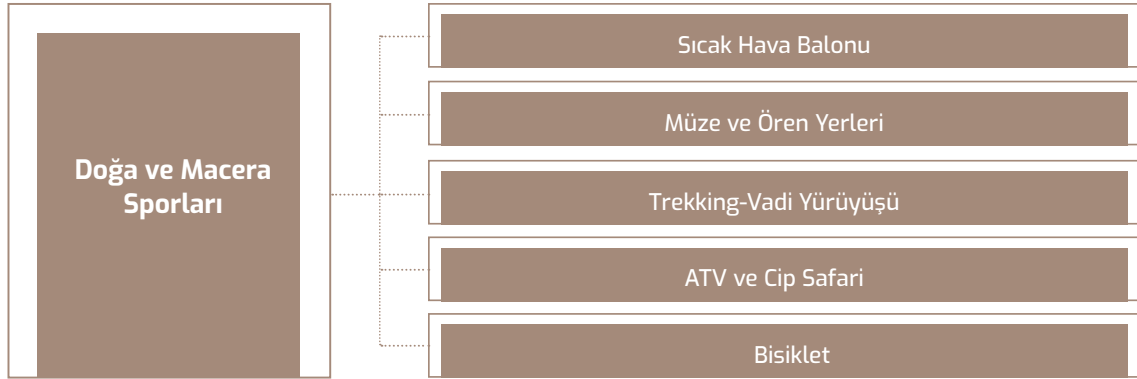 Doğa ve Macera
Sporları
Sıcak Hava Balonu
Müze ve Ören Yerleri
Trekking-Vadi Yürüyüşü
ATV ve Cip Safari
Bisiklet